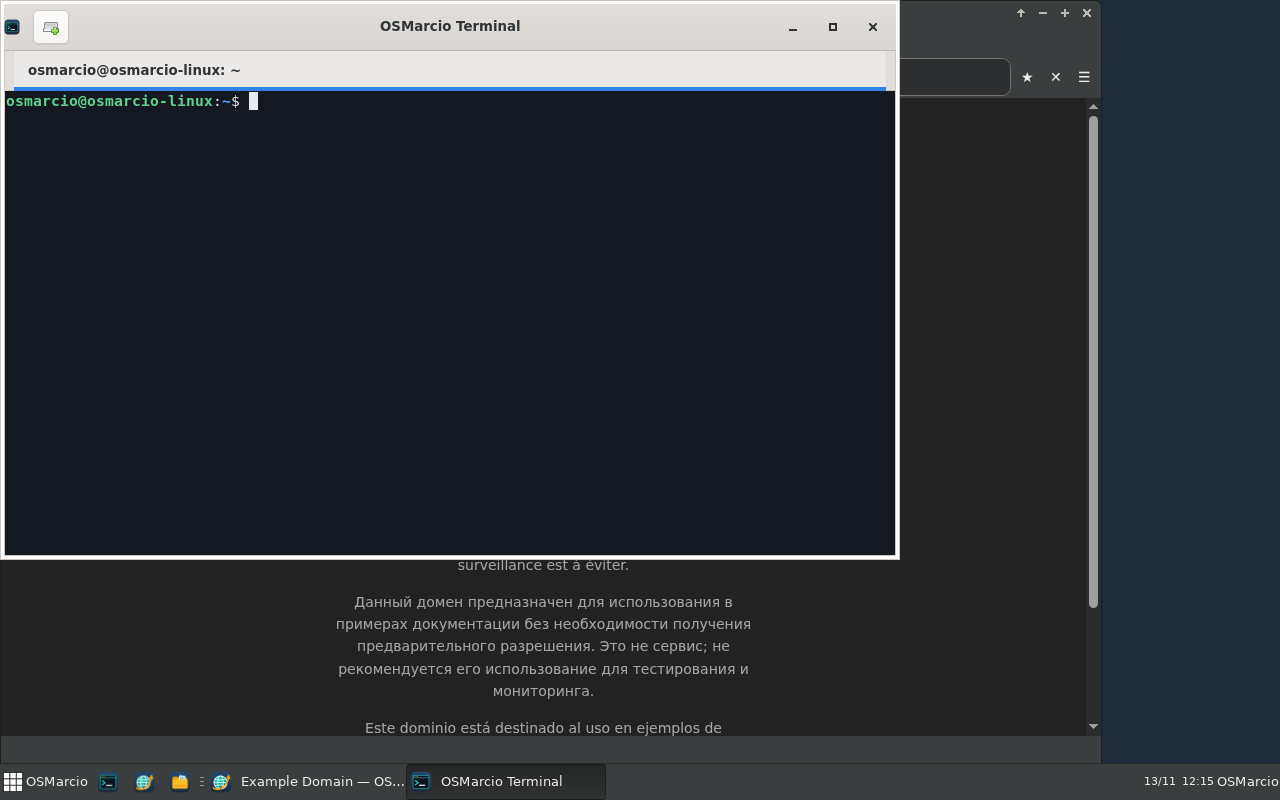 OSMarcio Terminal
osmarcio@osmarcio-linux: ~
osmarcio@osmarcio-linux:~$
surveillance est à éviter.
Данный домен предназначен для использования в
примерах документации без необходимости получения
предварительного разрешения. Это не сервис; не
рекомендуется его использование для тестирования и
мониторинга.
Este dominio está destinado al uso en ejemplos de
OSMarcio
Example Domain — OS...
OSMarcio Terminal
13/11 12:15 OSMarcio